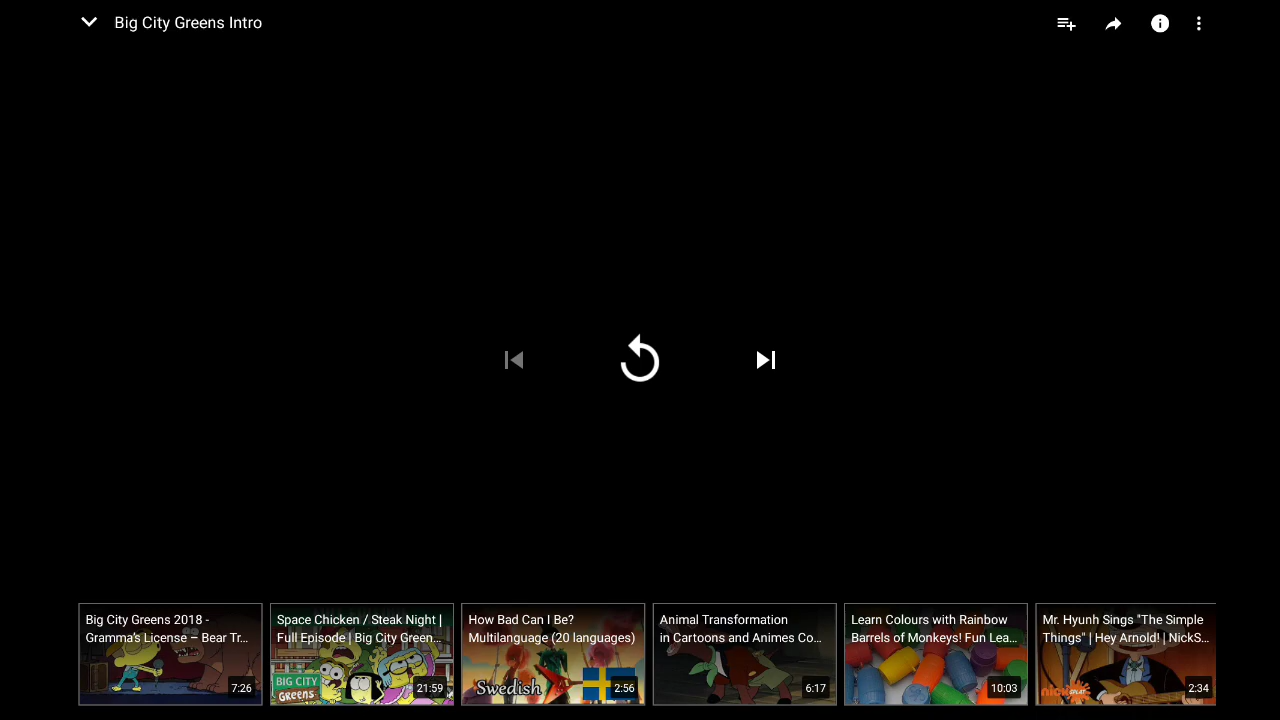 Big City Greens Intro
Big City Greens 2018 -
Gramma's License – Bear Tr...
7:26
Space Chicken / Steak Night |
Full Episode | Big City Green...
BIG CITY
GREENS
21:59
How Bad Can I Be?
Multilanguage (20 languages)
Swedish
2:56
Animal Transformation
in Cartoons and Animes Co...
6:17
Learn Colours with Rainbow
Barrels of Monkeys! Fun Lea...
10:03
Mr. Hyunh Sings "The Simple
Things" | Hey Arnold! | NickS...
nick SPLAT
2:34